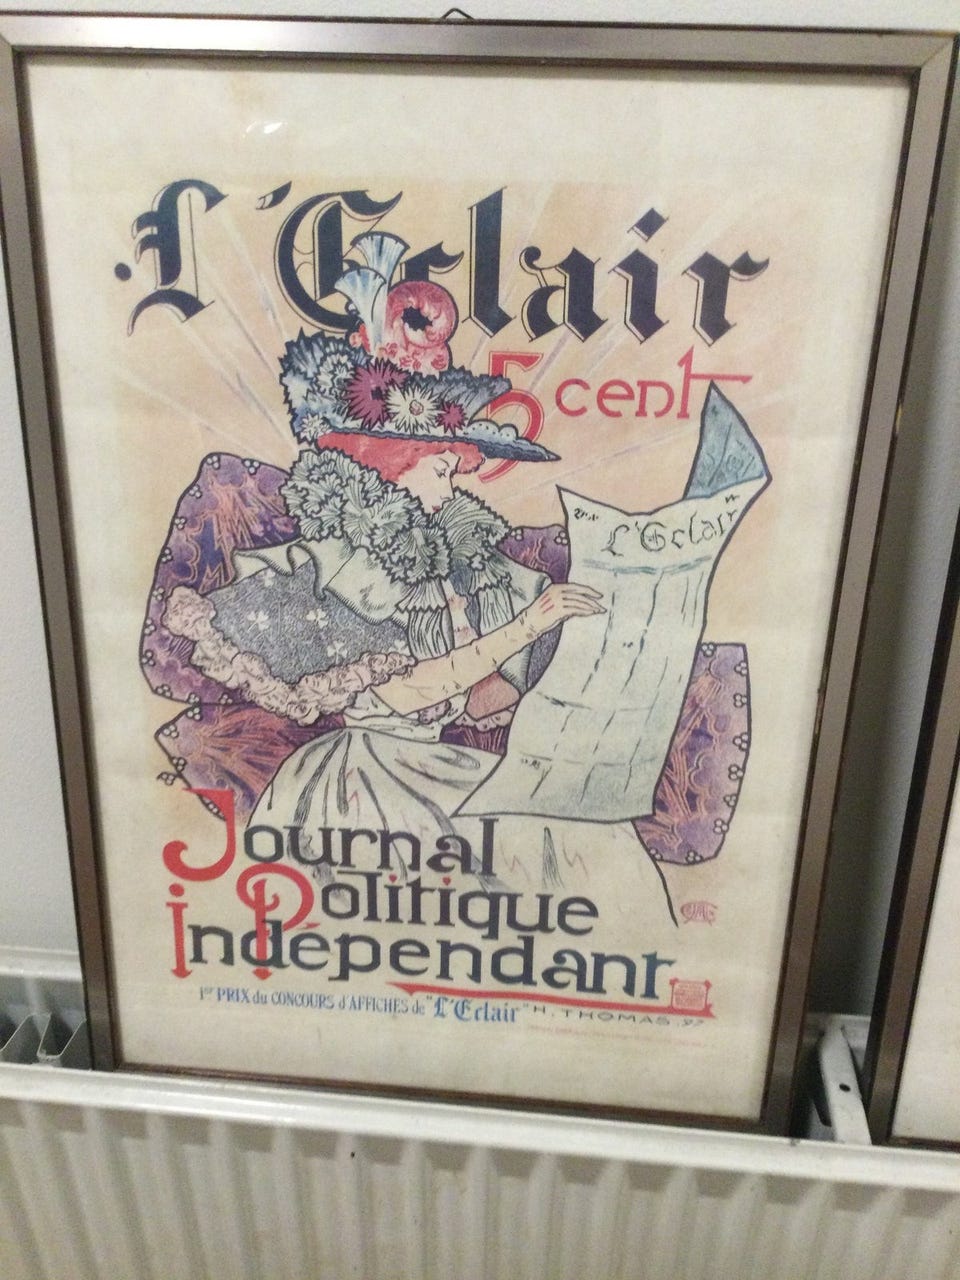 L'Eclair
5 cent
L'Eclair
Journal
Politique
indépendant
1er PRIX du CONCOURS d'AFFICHES de "L'Eclair" H. THOMAS. 97